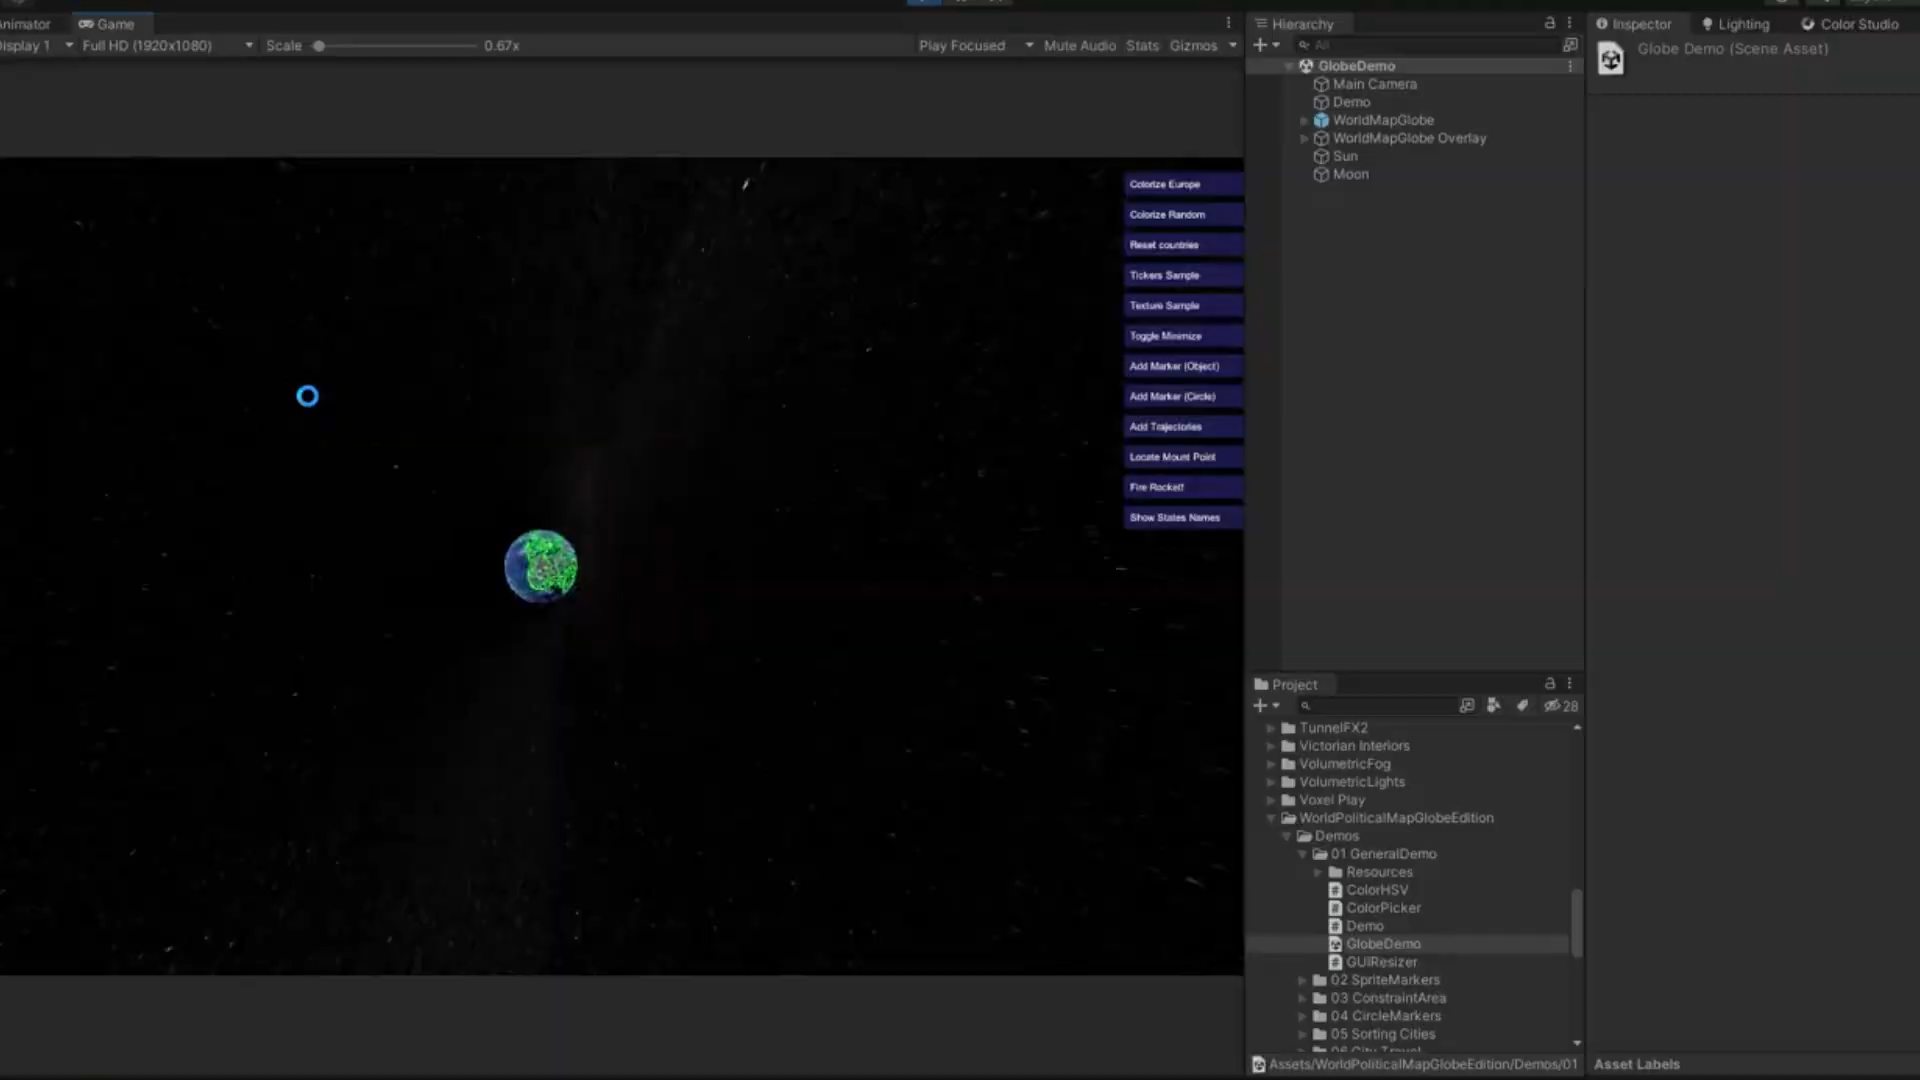 Game
Full HD (1920x1080)
Scale
0.67x
Play Focused
Mute Audio
Stats
Gizmos
Colorize Europe
Colorize Random
Reset countries
Tickers Sample
Texture Sample
Toggle Minimize
Add Marker (Object)
Add Marker (Circle)
Add Trajectories
Locate Mount Point
Fire Rocket!
Show States Names
Hierarchy
All
GlobeDemo
Main Camera
Demo
WorldMapGlobe
WorldMapGlobe Overlay
Sun
Moon
Project
28
TunnelFX2
Victorian Interiors
VolumetricFog
VolumetricLights
Voxel Play
WorldPoliticalMapGlobeEdition
Demos
01 GeneralDemo
Resources
ColorHSV
ColorPicker
Demo
GlobeDemo
GUIResizer
02 SpriteMarkers
03 ConstraintArea
04 CircleMarkers
05 Sorting Cities
06 City Travel
Assets/WorldPoliticalMapGlobeEdition/Demos/01
Inspector
Lighting
Color Studio
Globe Demo (Scene Asset)
Asset Labels